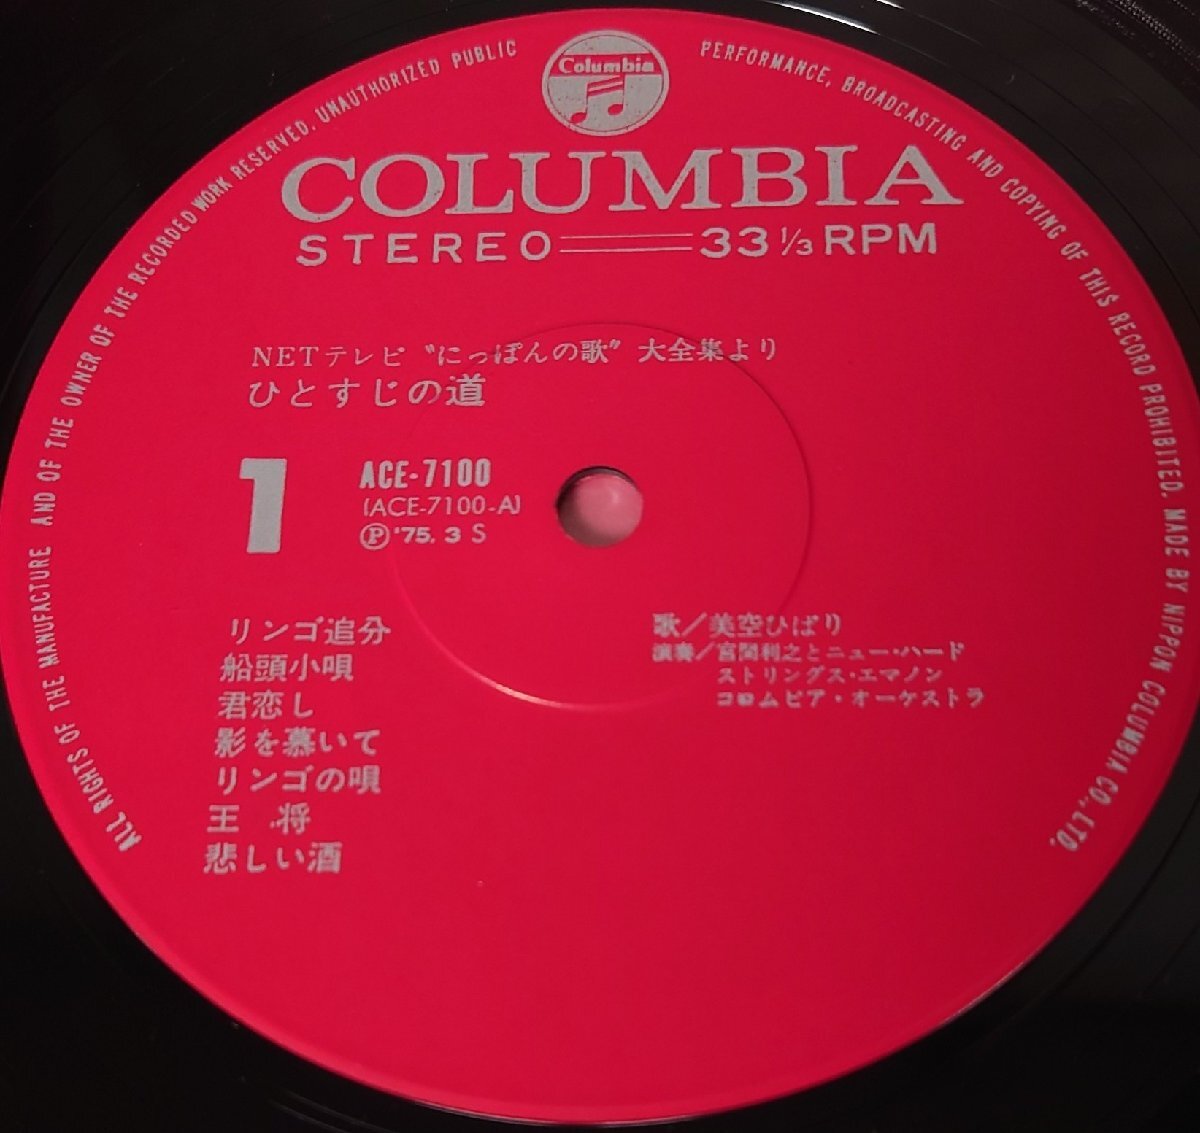 Columbia
COLUMBIA
STEREO 33 1/3 RPM
NETテレビ〝にっぽんの歌〞大全集より
ひとすじの道
1
ACE-7100
(ACE-7100-A)
Ⓟ '75. 3 S
リンゴ追分
船頭小唄
君恋し
影を慕いて
リンゴの唄
王 将
悲しい酒
歌/美空ひばり
演奏/宮間利之とニュー・ハード
ストリングス・エマノン
コロムビア・オーケストラ
ALL RIGHTS OF THE MANUFACTURE AND OF THE OWNER OF THE RECORDED WORK RESERVED. UNAUTHORIZED PUBLIC PERFORMANCE, BROADCASTING AND COPYING OF THIS RECORD PROHIBITED. MADE BY NIPPON COLUMBIA CO., LTD.